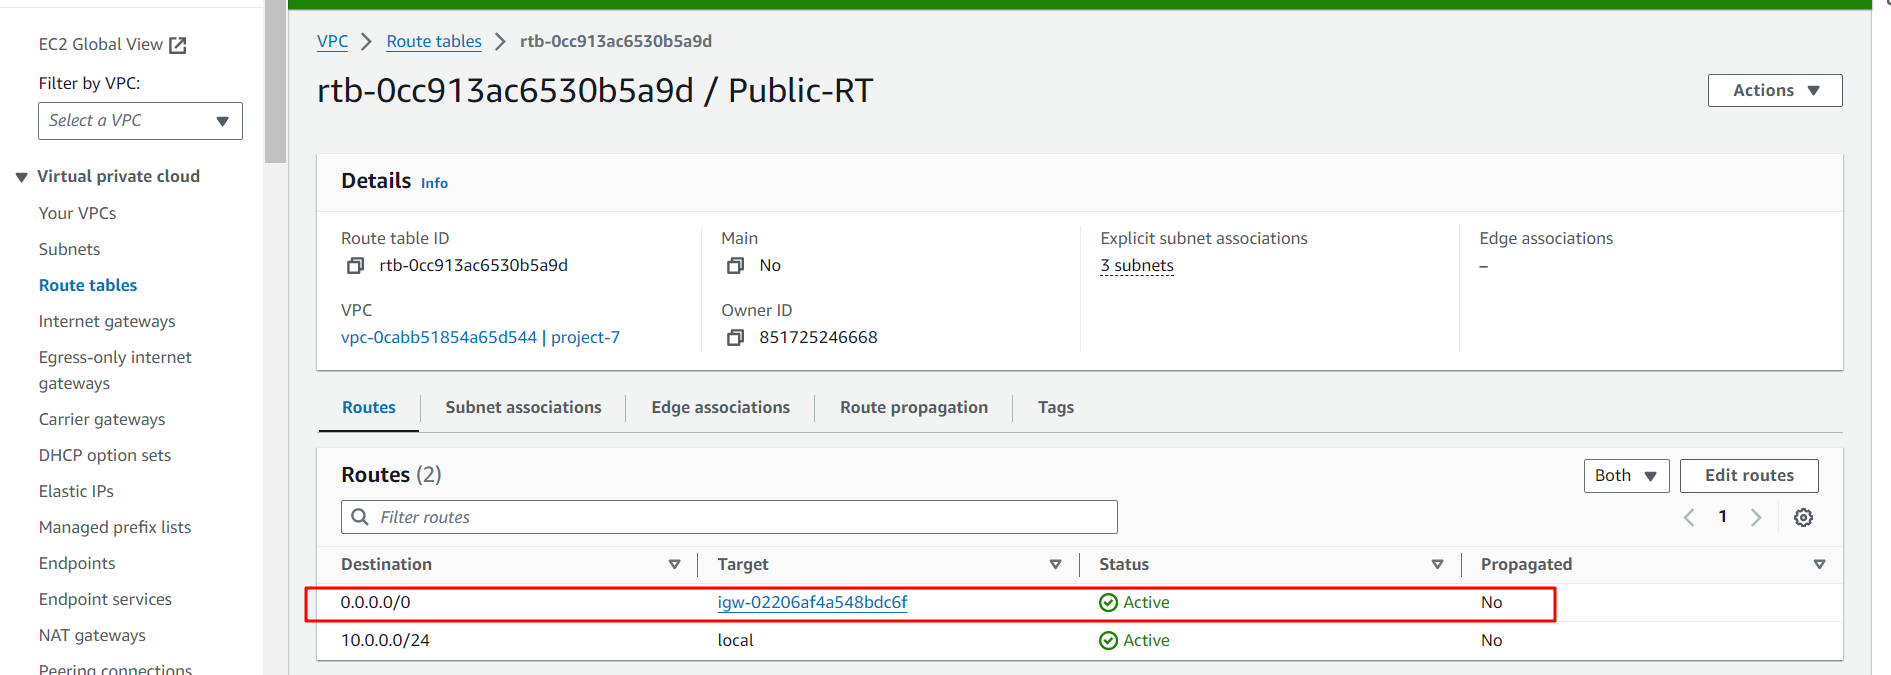 EC2 Global View
Filter by VPC:
Select a VPC
Virtual private cloud
Your VPCs
Subnets
Route tables
Internet gateways
Egress-only internet
gateways
Carrier gateways
DHCP option sets
Elastic IPs
Managed prefix lists
Endpoints
Endpoint services
NAT gateways
Peering connections
VPC Route tables rtb-0cc913ac6530b5a9d
rtb-0cc913ac6530b5a9d / Public-RT
Actions
Details Info
Route table ID
rtb-0cc913ac6530b5a9d
Main
No
Explicit subnet associations
3 subnets
Edge associations
–
VPC
vpc-0cabb51854a65d544 | project-7
Owner ID
851725246668
Routes Subnet associations Edge associations Route propagation Tags
Routes (2)
Both Edit routes
Filter routes
1
Destination Target Status Propagated
0.0.0.0/0 igw-02206af4a548bdc6f Active No
10.0.0.0/24 local Active No